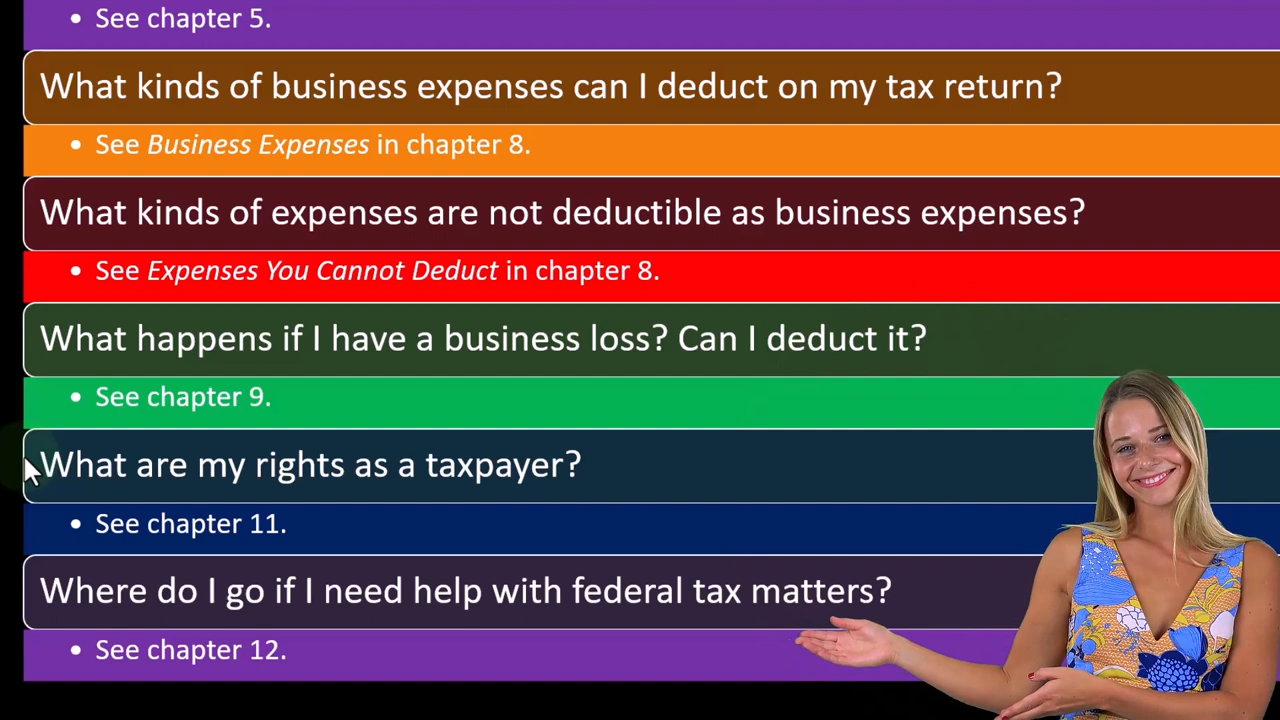 • See chapter 5.
What kinds of business expenses can I deduct on my tax return?
• See Business Expenses in chapter 8.
What kinds of expenses are not deductible as business expenses?
• See Expenses You Cannot Deduct in chapter 8.
What happens if I have a business loss? Can I deduct it?
• See chapter 9.
What are my rights as a taxpayer?
• See chapter 11.
Where do I go if I need help with federal tax matters?
• See chapter 12.